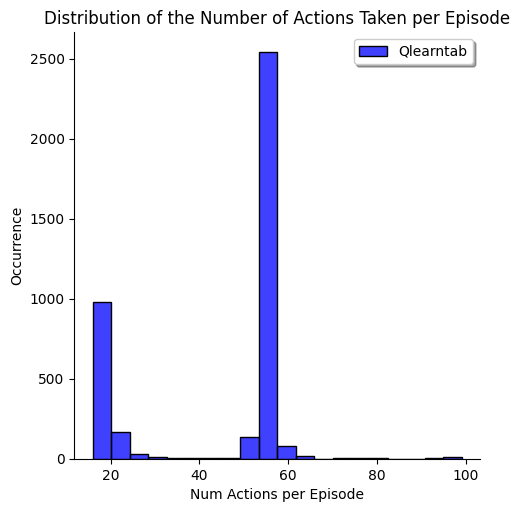 Distribution of the Number of Actions Taken per Episode
Qlearntab
2500
2000
1500
1000
500
0
Occurrence
20 40 60 80 100
Num Actions per Episode